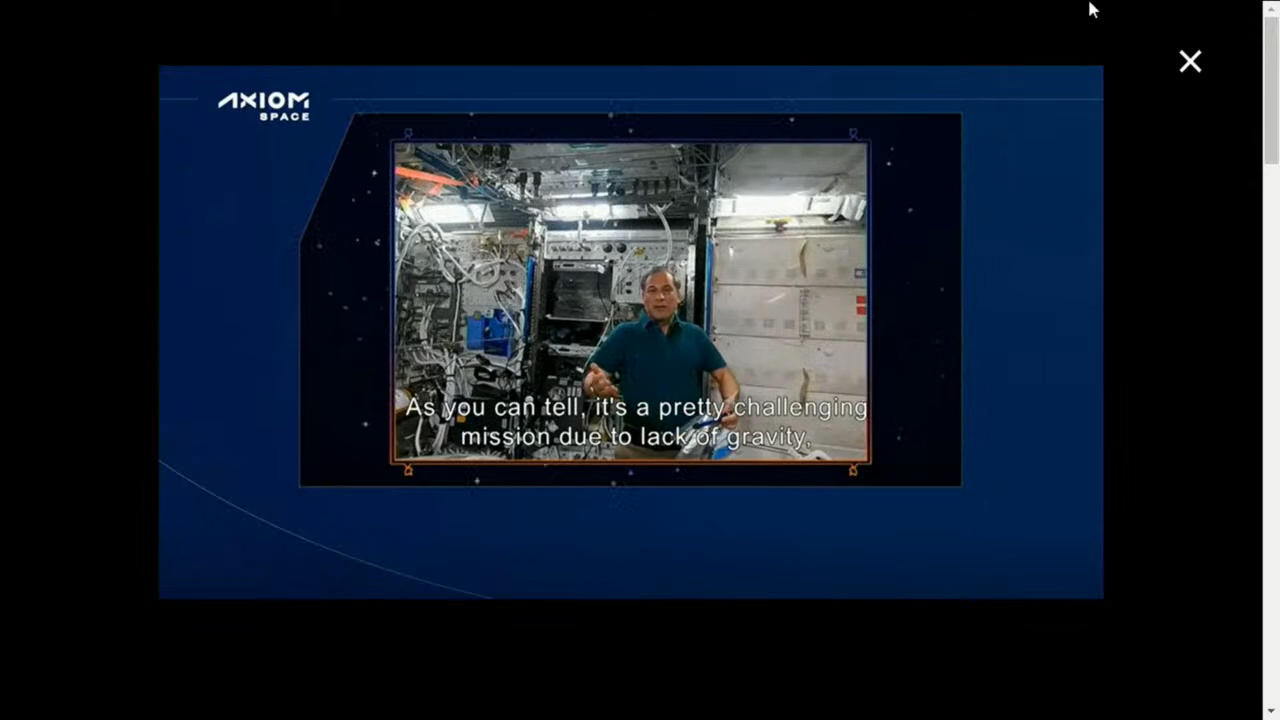 AXIOM
SPACE
As you can tell, it's a pretty challenging
mission due to lack of gravity,